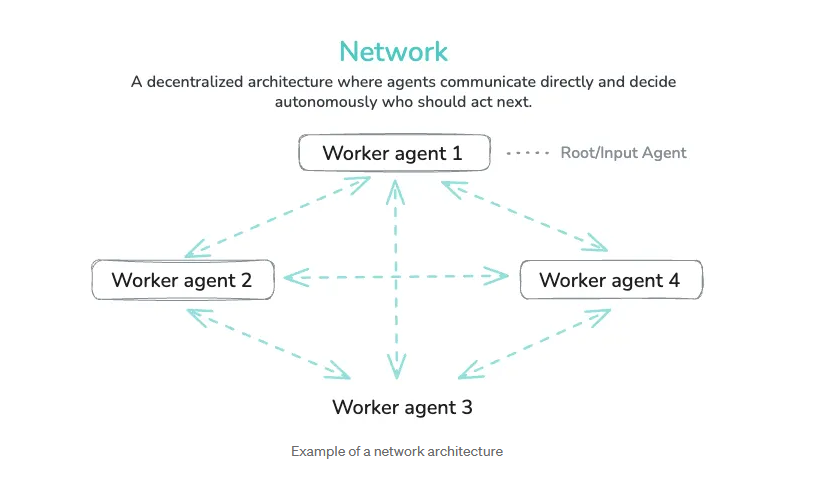 Network
A decentralized architecture where agents communicate directly and decide
autonomously who should act next.
Worker agent 1
Root/Input Agent
Worker agent 2
Worker agent 4
Worker agent 3
Example of a network architecture